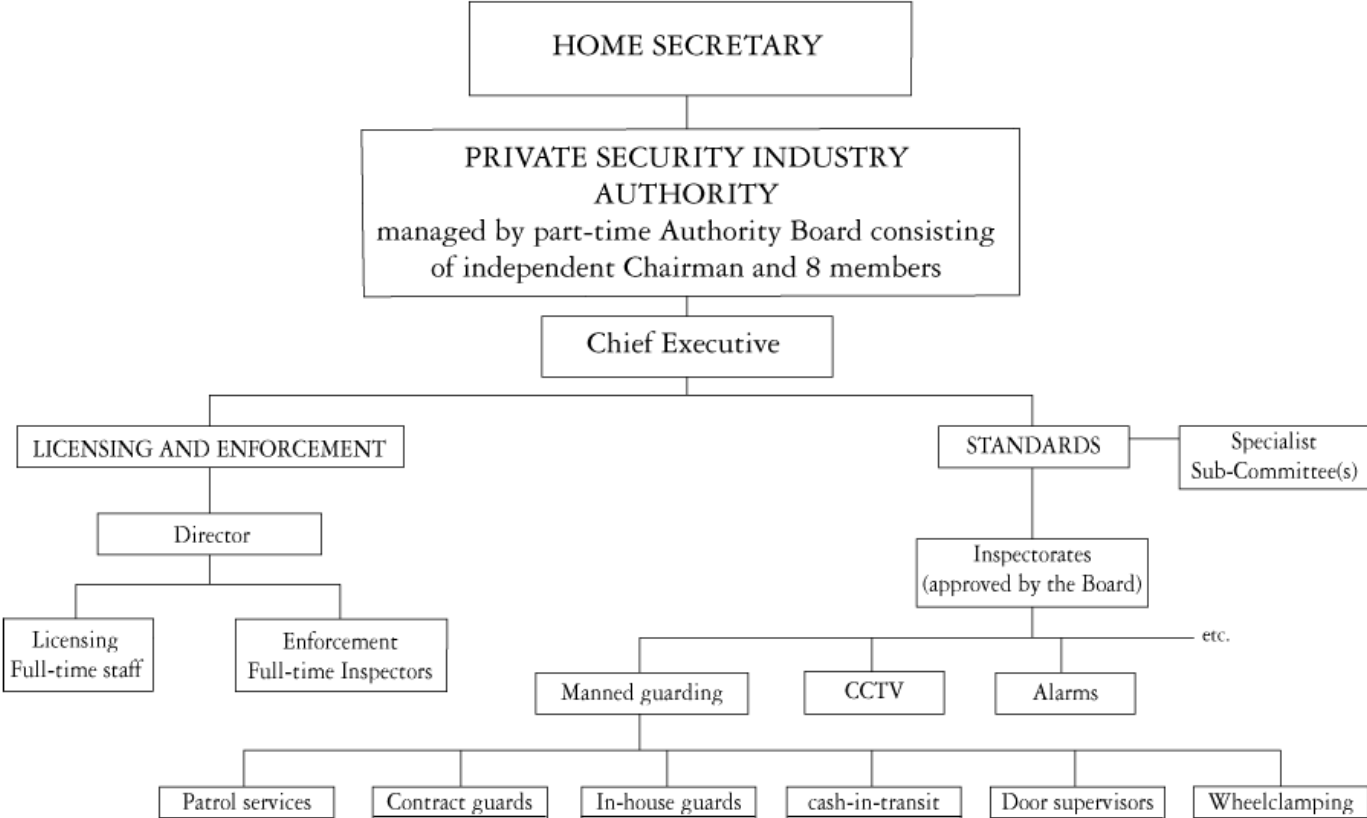 HOME SECRETARY
PRIVATE SECURITY INDUSTRY
AUTHORITY
managed by part-time Authority Board consisting
of independent Chairman and 8 members
Chief Executive
LICENSING AND ENFORCEMENT
STANDARDS
Specialist
Sub-Committee(s)
Director
Inspectorates
(approved by the Board)
Licensing
Full-time staff
Enforcement
Full-time Inspectors
etc.
Manned guarding
CCTV
Alarms
Patrol services
Contract guards
In-house guards
cash-in-transit
Door supervisors
Wheelclamping